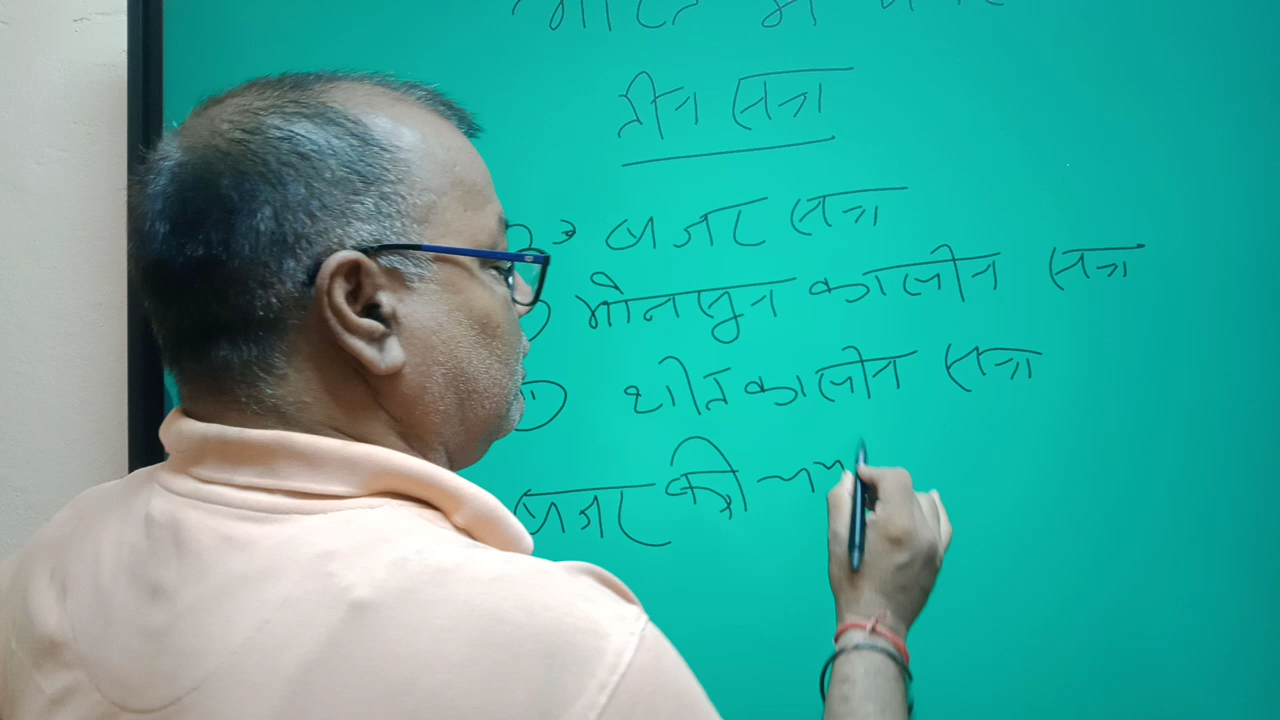 तीन सत्र
बजट सत्र
मौनसुन कालीन सत्र
शीतकालीन सत्र
बजट की